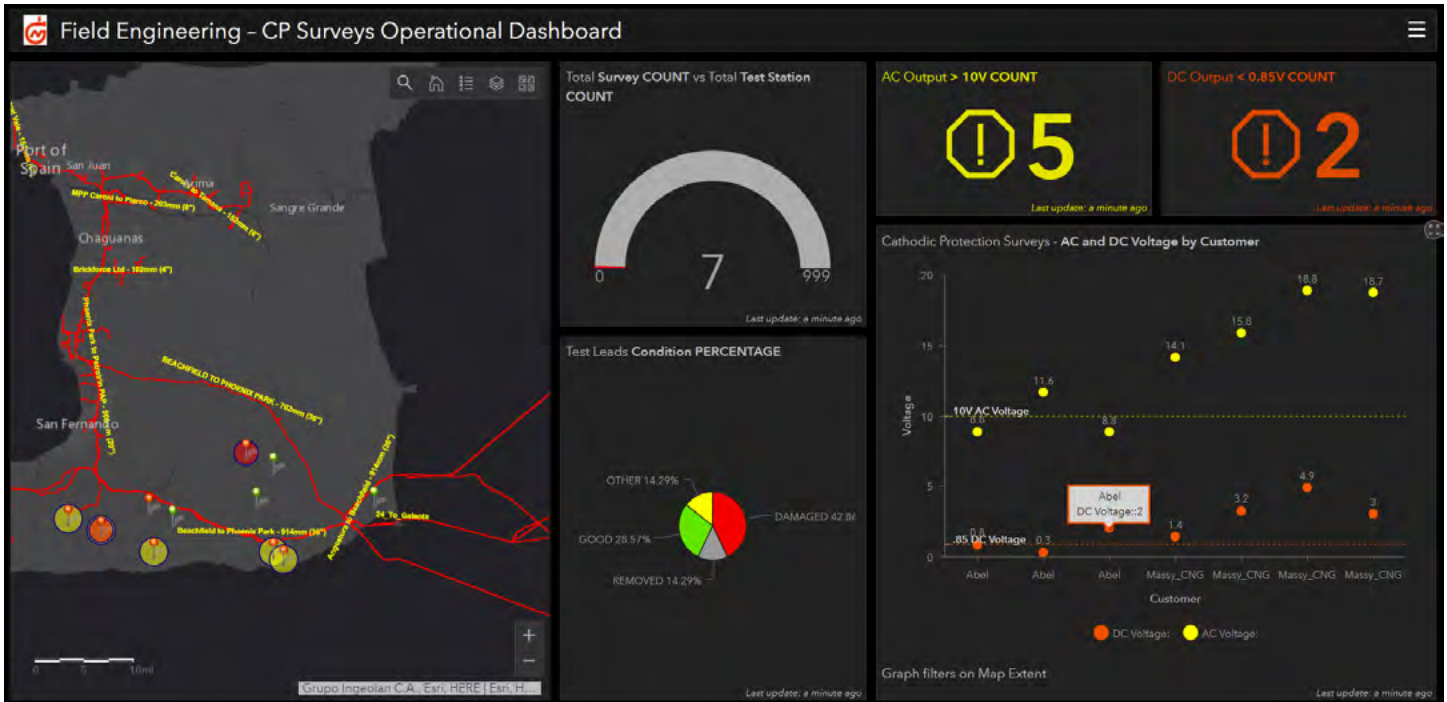 Field Engineering – CP Surveys Operational Dashboard
Port of
Spain
San Juan
Sangre Grande
MPP Caroni to Piarco - 203mm (8")
Chaguanas
Brickforce Ltd - 102mm (4")
BEACHFIELD TO PHOENIX PARK - 762mm (30")
San Fernando
24_To_Galeota
Beachfield to Phoenix Park - 914mm (36")
0 5 10mi
+
−
Grupo Ingeolan C.A., Esri, HERE | Esri, H...
Total Survey COUNT vs Total Test Station
COUNT
0
7
999
Last update: a minute ago
Test Leads Condition PERCENTAGE
OTHER 14.29%
DAMAGED 42.8
GOOD 28.57%
REMOVED 14.29%
Last update: a minute ago
AC Output > 10V COUNT
5
Last update: a minute ago
DC Output < 0.85V COUNT
2
Last update: a minute ago
Cathodic Protection Surveys - AC and DC Voltage by Customer
20
18.8
18.7
15.8
15
14.1
11.6
10V AC Voltage
10
8.8
Voltage
Abel
DC Voltage::2
5
4.9
3.2
3
1.4
.85 DC Voltage
0.8
0.3
0
Abel Abel Abel Massy_CNG Massy_CNG Massy_CNG Massy_CNG
Customer
DC Voltage: AC Voltage:
Graph filters on Map Extent
Last update: a minute ago